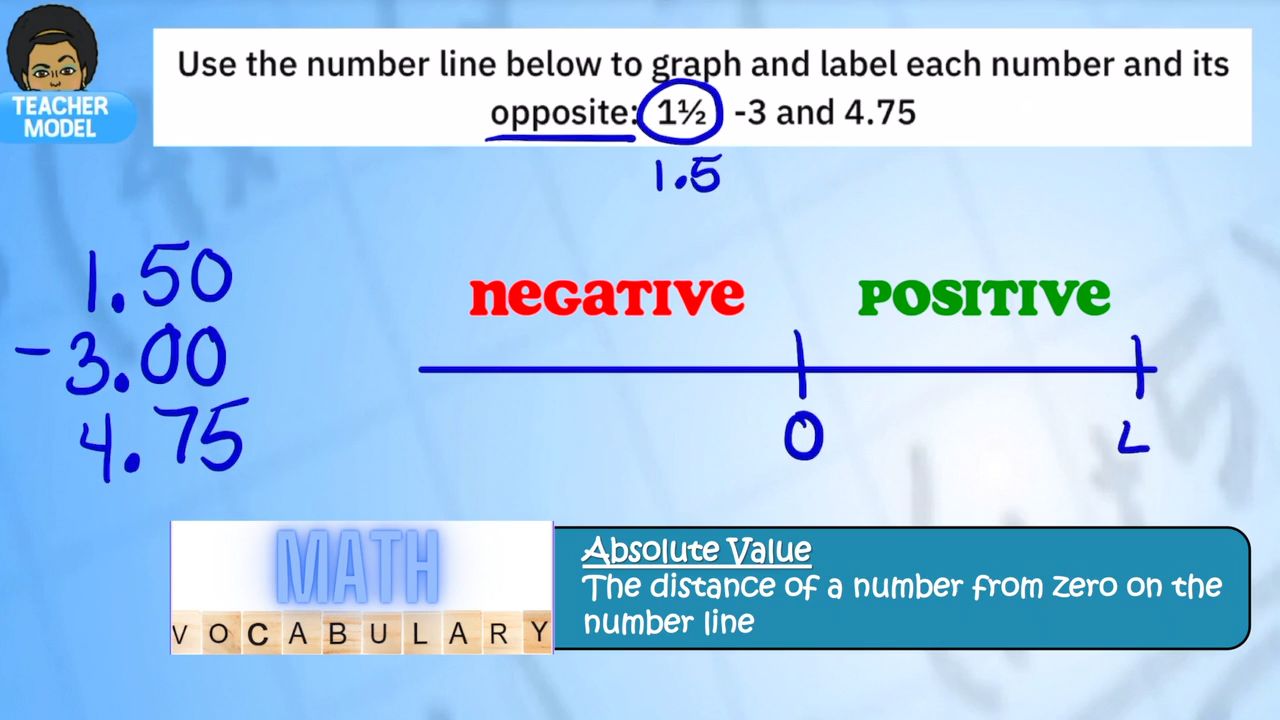 TEACHER
MODEL
Use the number line below to graph and label each number and its
opposite: 1½ -3 and 4.75
1.5
1.50
-3.00
4.75
NEGATIVE POSITIVE
0
MATH
VOCABULARY
Absolute Value
The distance of a number from zero on the
number line